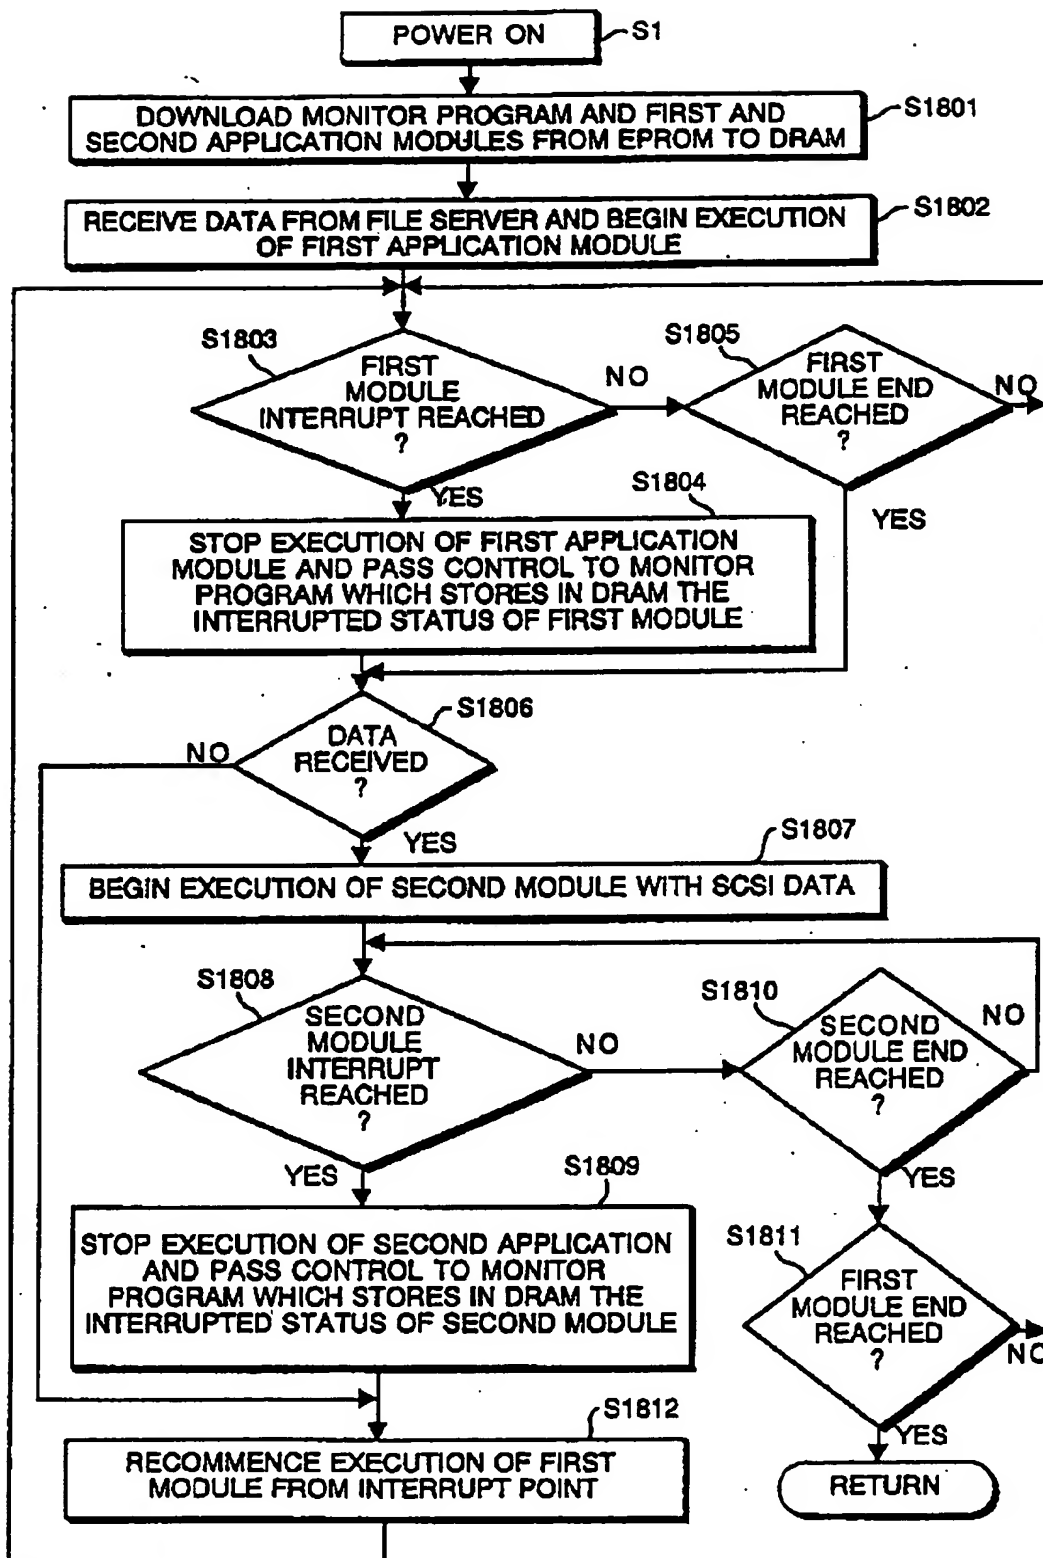 POWER ON
S1
DOWNLOAD MONITOR PROGRAM AND FIRST AND
SECOND APPLICATION MODULES FROM EPROM TO DRAM
S1801
RECEIVE DATA FROM FILE SERVER AND BEGIN EXECUTION
OF FIRST APPLICATION MODULE
S1802
S1803
FIRST
MODULE
INTERRUPT REACHED
?
NO
YES
S1805
FIRST
MODULE END
REACHED
?
NO
YES
S1804
STOP EXECUTION OF FIRST APPLICATION
MODULE AND PASS CONTROL TO MONITOR
PROGRAM WHICH STORES IN DRAM THE
INTERRUPTED STATUS OF FIRST MODULE
S1806
DATA
RECEIVED
?
NO
YES
S1807
BEGIN EXECUTION OF SECOND MODULE WITH SCSI DATA
S1808
SECOND
MODULE
INTERRUPT
REACHED
?
NO
YES
S1810
SECOND
MODULE END
REACHED
?
NO
YES
S1809
STOP EXECUTION OF SECOND APPLICATION
AND PASS CONTROL TO MONITOR
PROGRAM WHICH STORES IN DRAM THE
INTERRUPTED STATUS OF SECOND MODULE
S1811
FIRST
MODULE END
REACHED
?
NO
YES
S1812
RECOMMENCE EXECUTION OF FIRST
MODULE FROM INTERRUPT POINT
RETURN